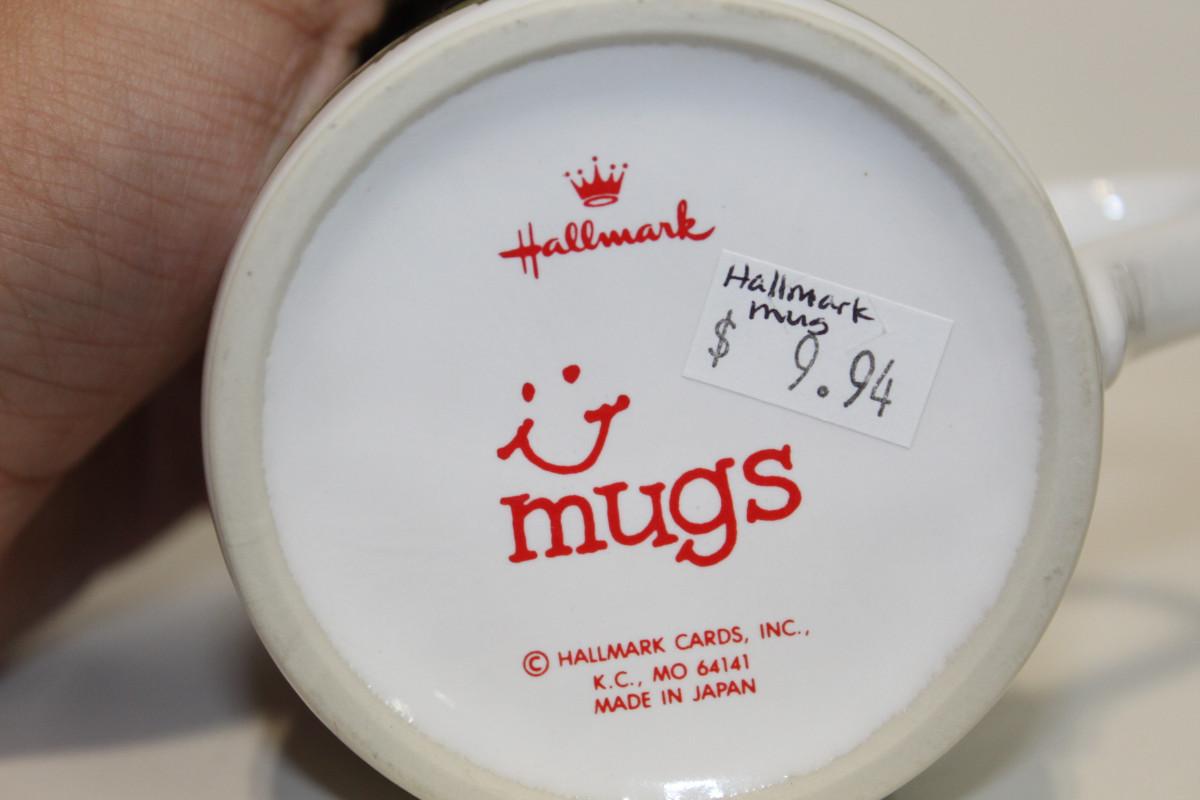 Hallmark
Hallmark
mug
$ 9.94
mugs
© HALLMARK CARDS, INC.,
K.C., MO 64141
MADE IN JAPAN